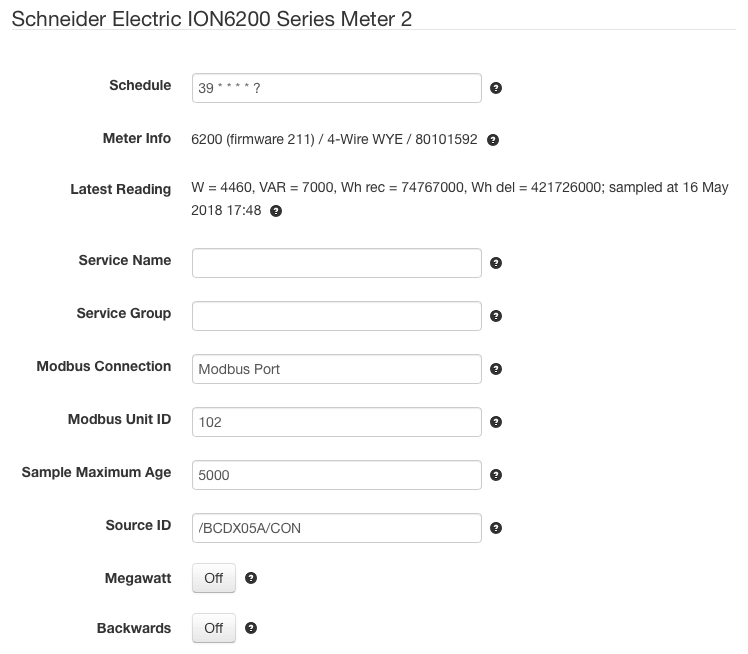 Schneider Electric ION6200 Series Meter 2
Schedule 39 * * * * ?
Meter Info 6200 (firmware 211) / 4-Wire WYE / 80101592
Latest Reading W = 4460, VAR = 7000, Wh rec = 74767000, Wh del = 421726000; sampled at 16 May
2018 17:48
Service Name
Service Group
Modbus Connection Modbus Port
Modbus Unit ID 102
Sample Maximum Age 5000
Source ID /BCDX05A/CON
Megawatt Off
Backwards Off